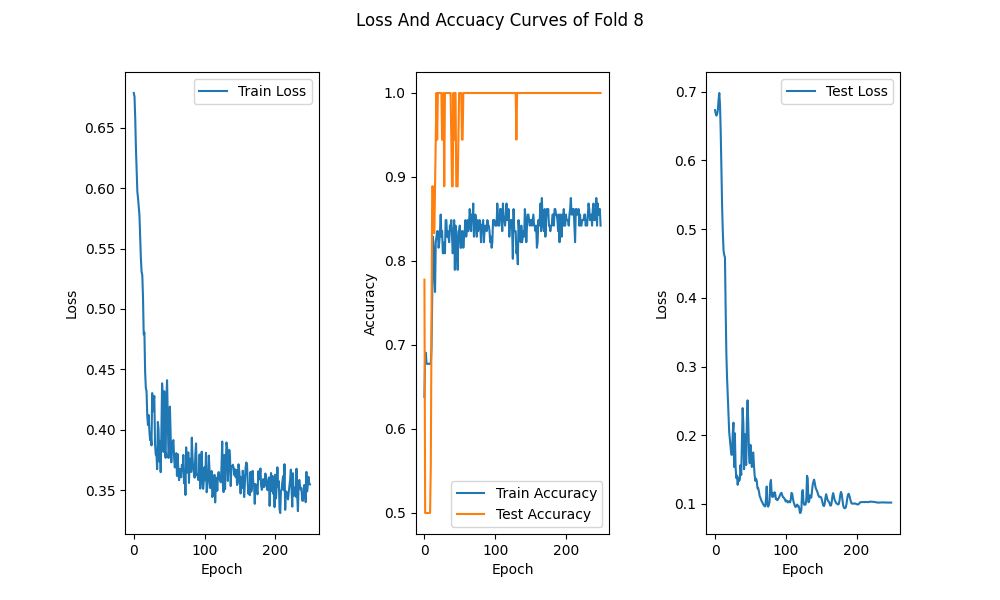 Loss And Accuacy Curves of Fold 8
Train Loss
0.65
0.60
0.55
0.50
0.45
0.40
0.35
Loss
0
100
200
Epoch
1.0
0.9
0.8
0.7
0.6
0.5
Accuracy
Train Accuracy
Test Accuracy
0
100
200
Epoch
Test Loss
0.7
0.6
0.5
0.4
0.3
0.2
0.1
Loss
0
100
200
Epoch